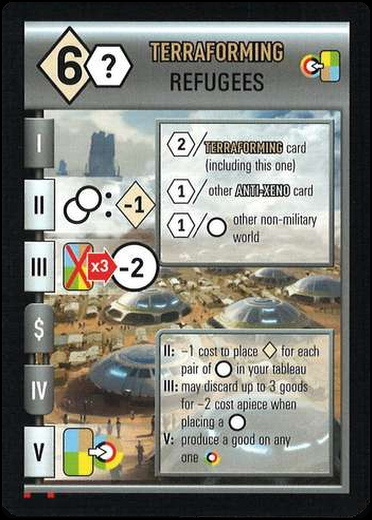 6 ?
TERRAFORMING
REFUGEES
I
II
: -1
III
x3 -2
$
IV
V
2 / TERRAFORMING card
(including this one)
1 / other ANTI-XENO card
1 / other non-military
world
II: -1 cost to place for each
pair of in your tableau
III: may discard up to 3 goods
for -2 cost apiece when
placing a
V: produce a good on any
one